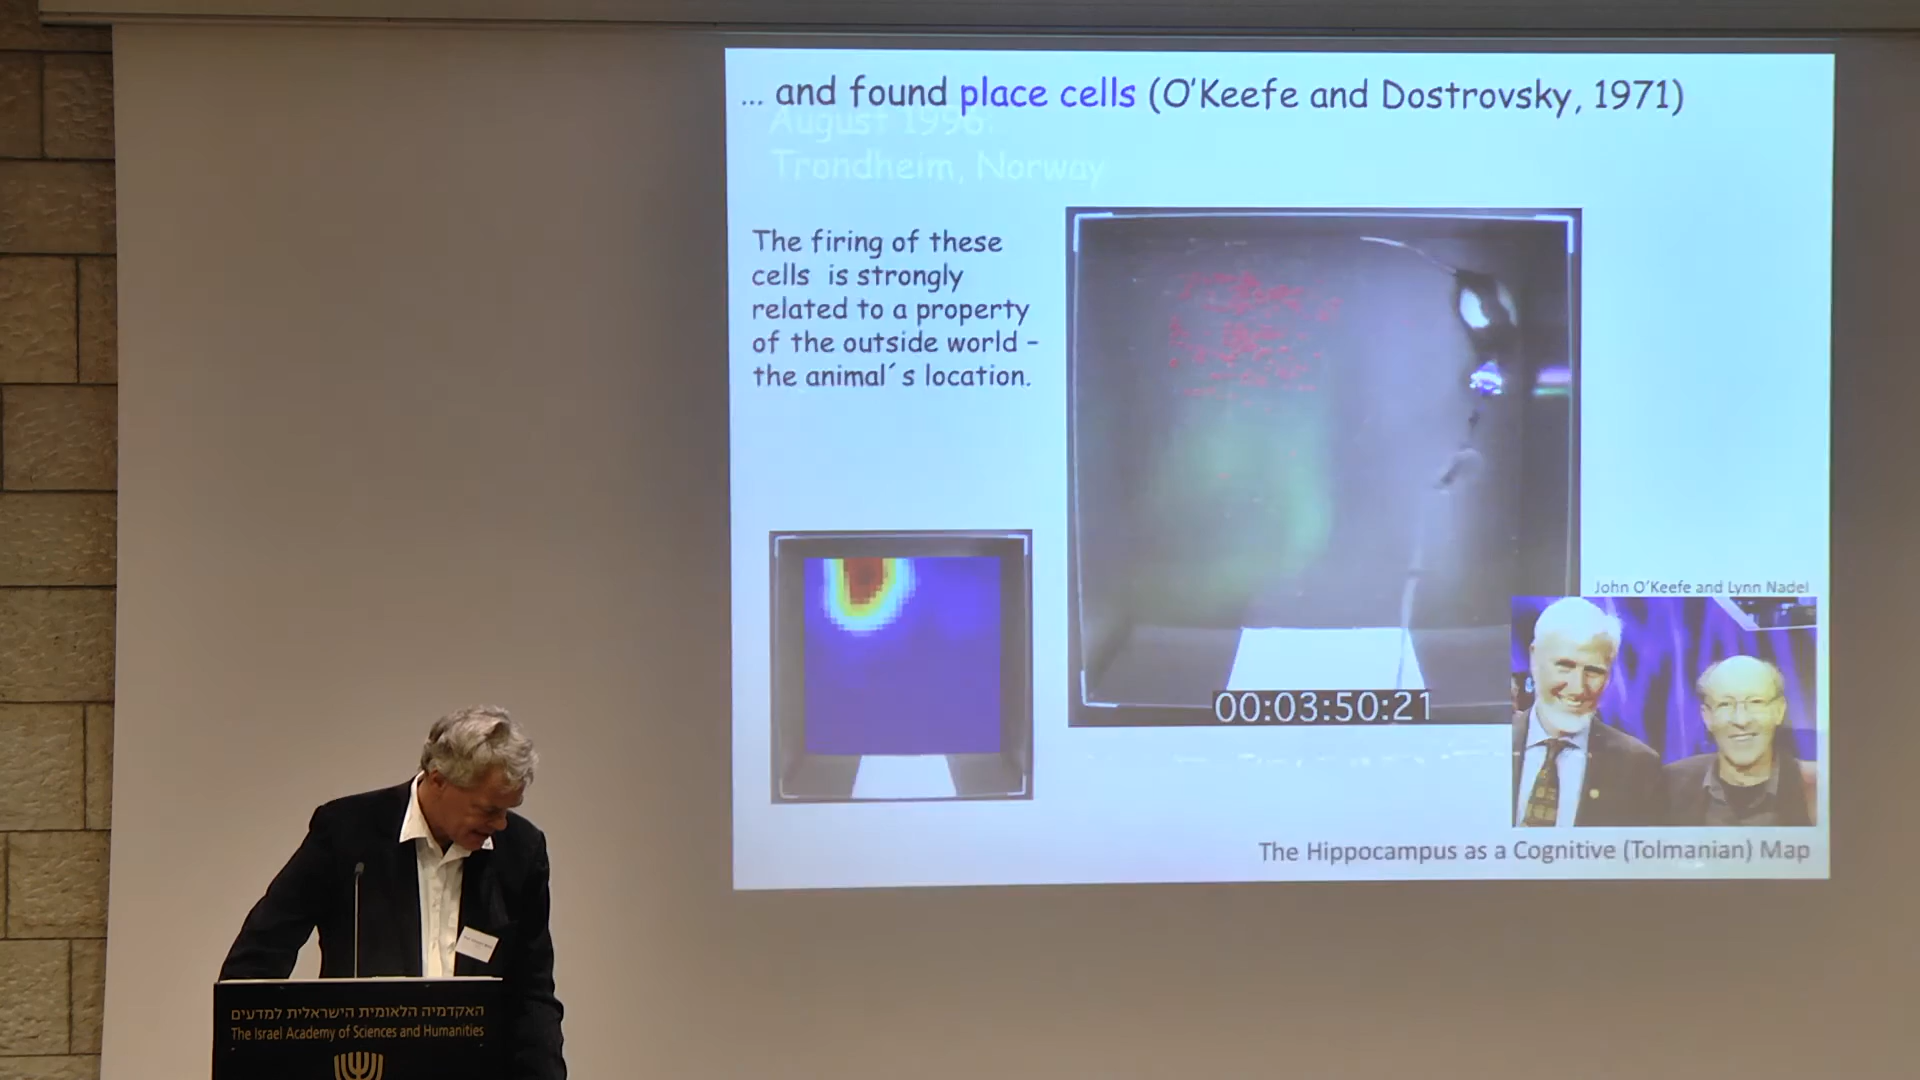 ... and found place cells (O'Keefe and Dostrovsky, 1971)
August 1996
Trondheim, Norway
The firing of these
cells is strongly
related to a property
of the outside world –
the animal´s location.
00:03:50:21
John O'Keefe and Lynn Nadel
The Hippocampus as a Cognitive (Tolmanian) Map
האקדמיה הלאומית הישראלית למדעים
The Israel Academy of Sciences and Humanities